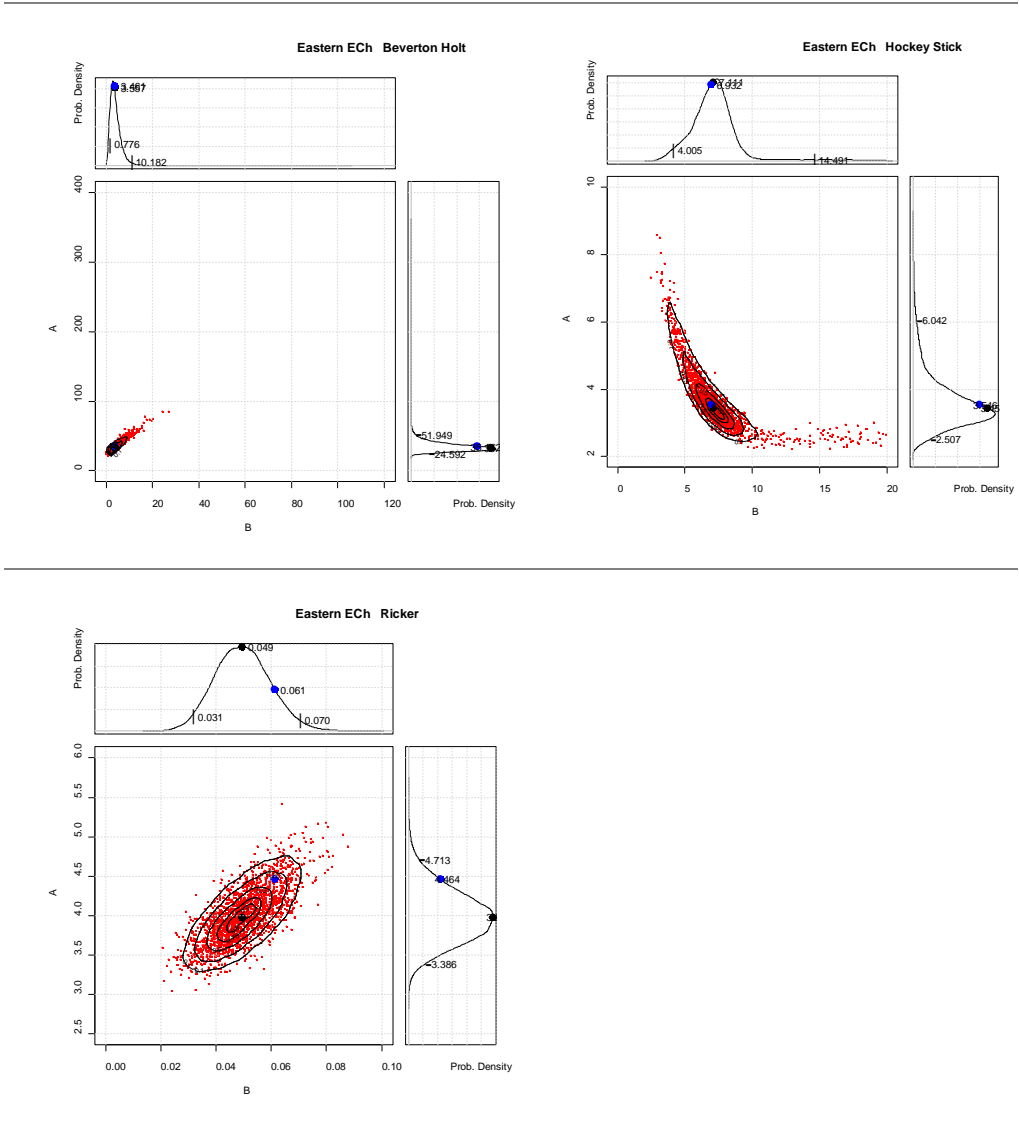 Eastern ECh Beverton Holt
Prob. Density
0.776
10.182
A
0 100 200 300 400
51.949
24.592
0 20 40 60 80 100 120
Prob. Density
B
Eastern ECh Hockey Stick
Prob. Density
7.111
6.932
4.005
14.491
A
2 4 6 8 10
6.042
2.507
0 5 10 15 20
Prob. Density
B
Eastern ECh Ricker
Prob. Density
0.049
0.061
0.031
0.070
A
2.5 3.0 3.5 4.0 4.5 5.0 5.5 6.0
4.713
4.464
3.386
0.00 0.02 0.04 0.06 0.08 0.10
Prob. Density
B